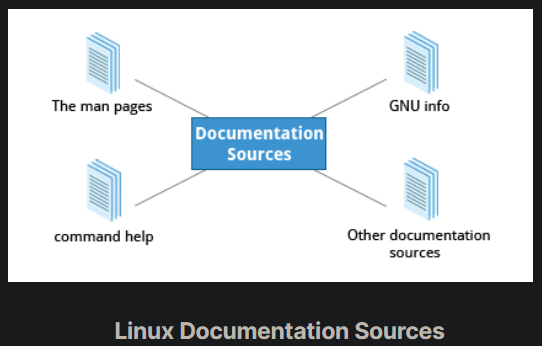 The man pages
GNU info
Documentation
Sources
command help
Other documentation
sources
Linux Documentation Sources